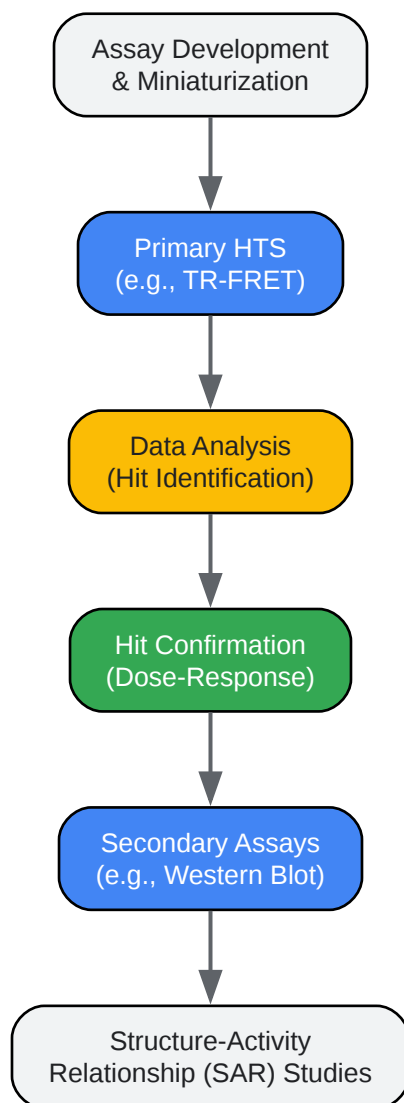 Assay Development
& Miniaturization
Primary HTS
(e.g., TR-FRET)
Data Analysis
(Hit Identification)
Hit Confirmation
(Dose-Response)
Secondary Assays
(e.g., Western Blot)
Structure-Activity
Relationship (SAR) Studies